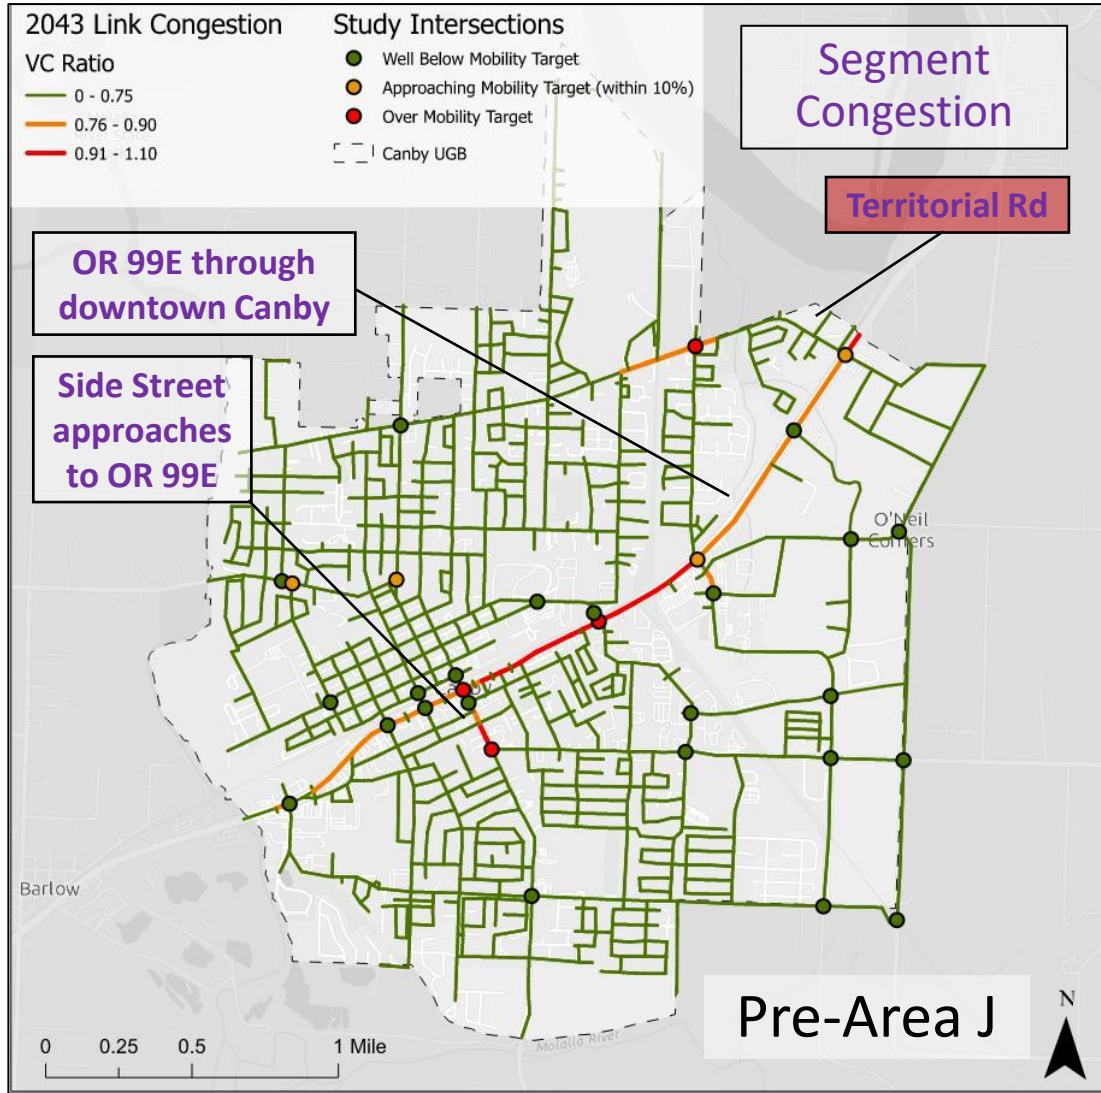 2043 Link Congestion
VC Ratio
0 - 0.75
0.76 - 0.90
0.91 - 1.10
Study Intersections
Well Below Mobility Target
Approaching Mobility Target (within 10%)
Over Mobility Target
Canby UGB
Segment
Congestion
Territorial Rd
OR 99E through
downtown Canby
Side Street
approaches
to OR 99E
O'Neil
Corners
Barlow
Molalla River
Pre-Area J
N
0 0.25 0.5 1 Mile